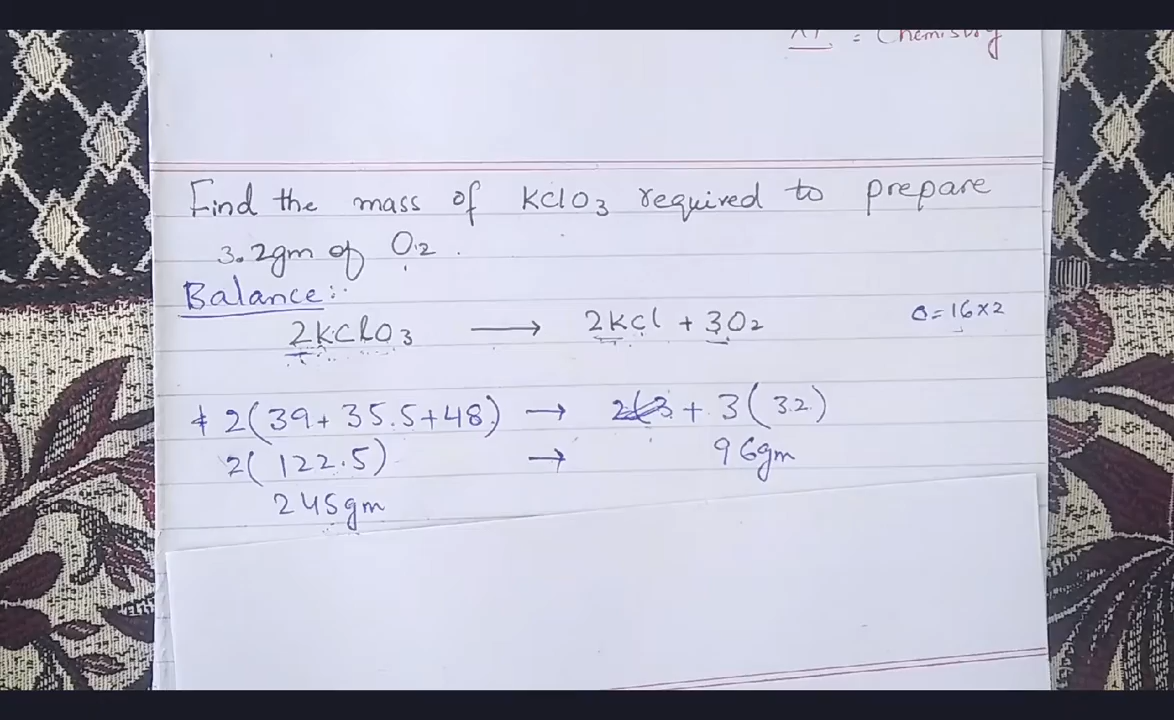 = Chemistry
Find the mass of KClO3 required to prepare
3.2gm of O2.
Balance:-
2KClO3 → 2KCl + 3O2
O=16×2
2(39+35.5+48) → + 3(32)
2(122.5) → 96gm
245gm